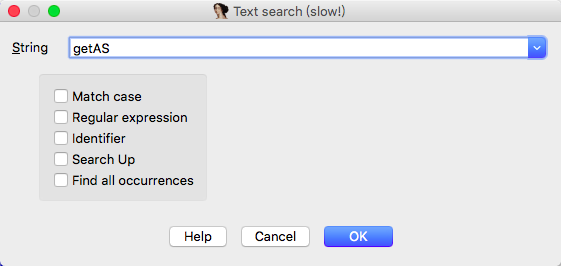 Text search (slow!)
String getAS
Match case
Regular expression
Identifier
Search Up
Find all occurrences
Help Cancel OK